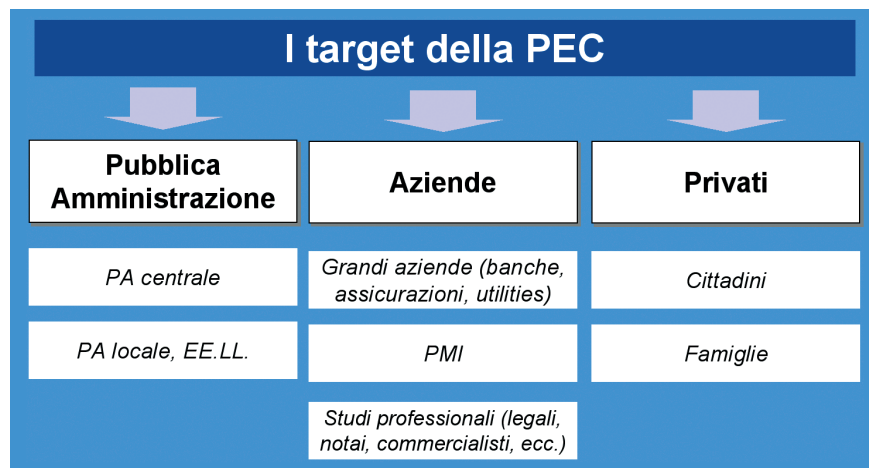 I target della PEC
Pubblica
Amministrazione
Aziende
Privati
PA centrale
Grandi aziende (banche,
assicurazioni, utilities)
Cittadini
PA locale, EE.LL.
PMI
Famiglie
Studi professionali (legali,
notai, commercialisti, ecc.)